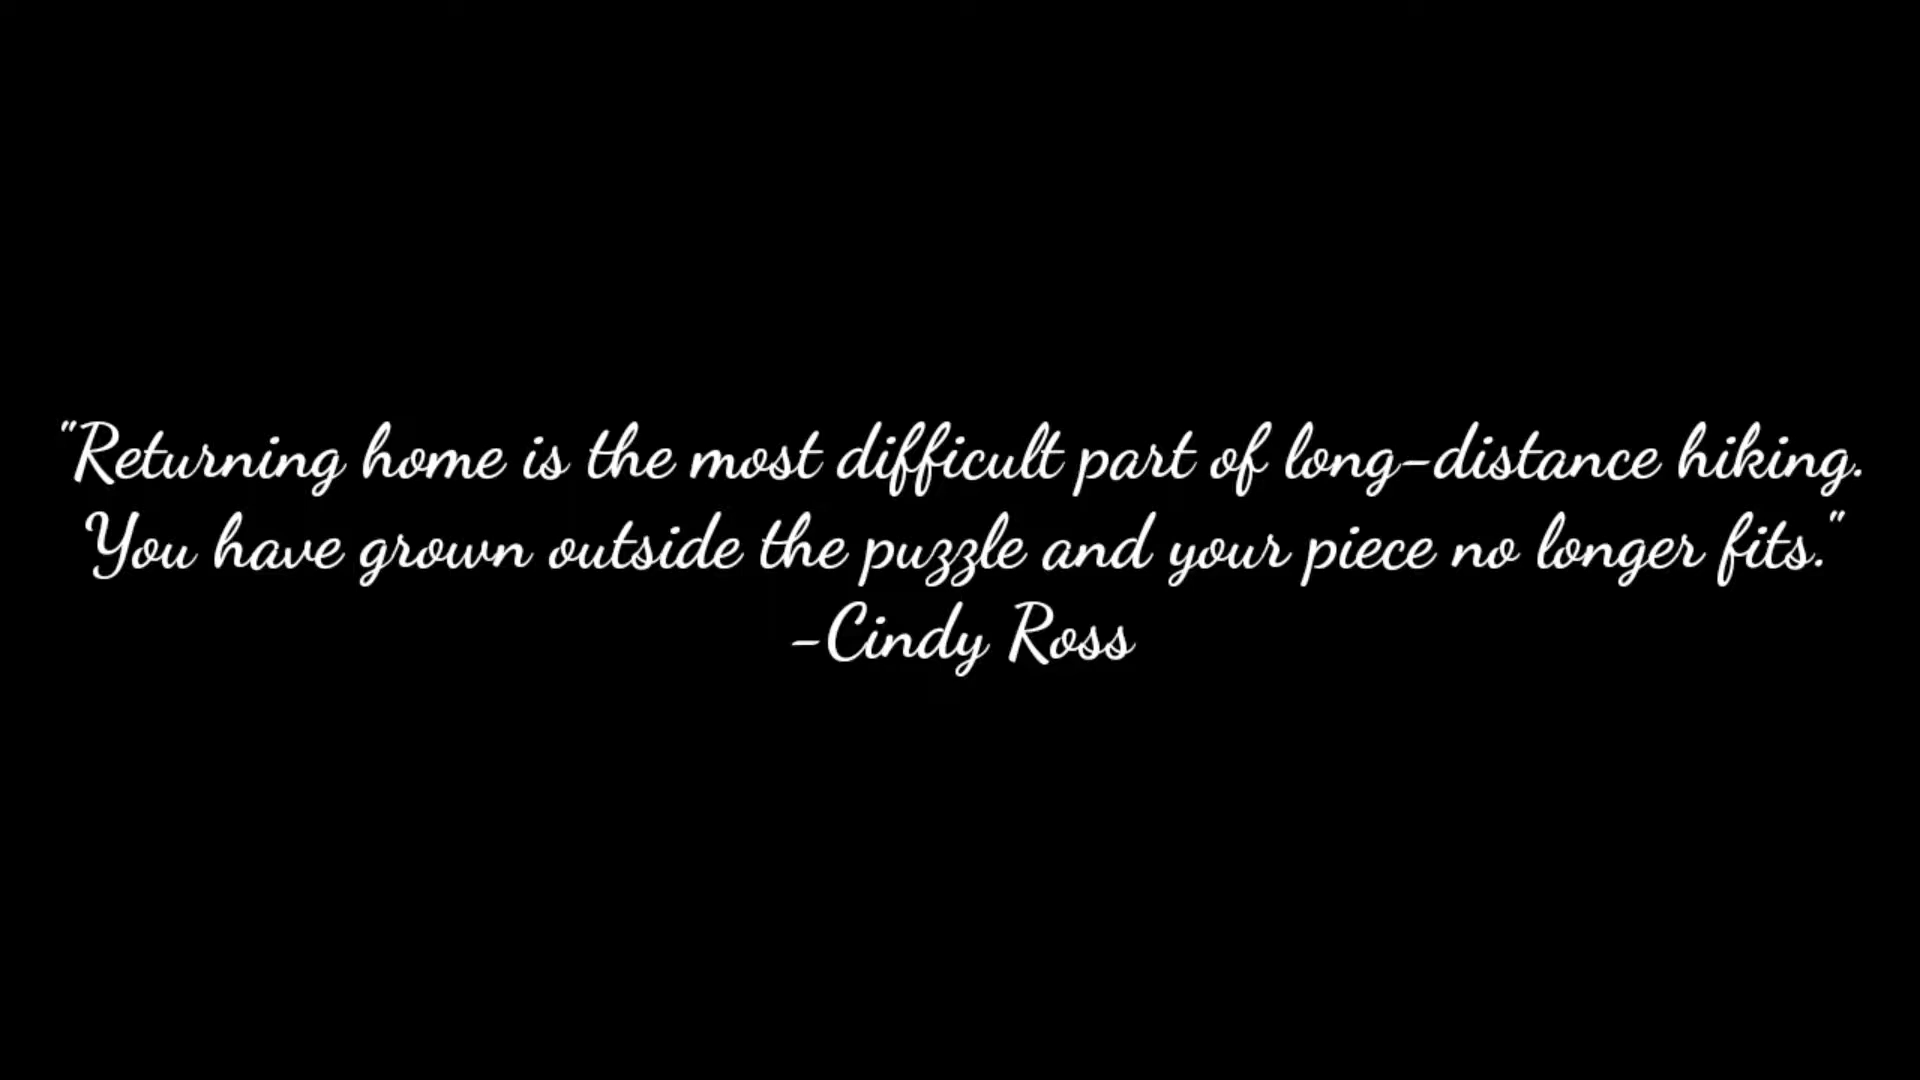 "Returning home is the most difficult part of long-distance hiking.
You have grown outside the puzzle and your piece no longer fits."
-Cindy Ross